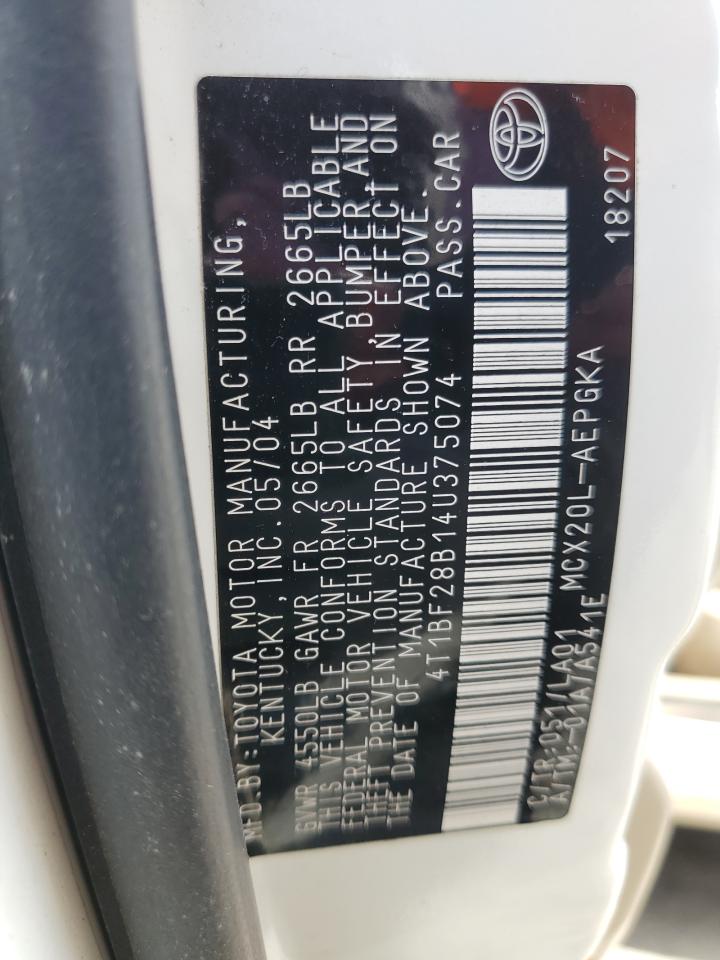 MFD.BY:TOYOTA MOTOR MANUFACTURING,
KENTUCKY,INC.05/04
GVWR 4550LB GAWR FR 2665LB RR 2665LB
THIS VEHICLE CONFORMS TO ALL APPLICABLE
FEDERAL MOTOR VEHICLE SAFETY,BUMPER,AND
THEFT PREVENTION STANDARDS IN EFFECT ON
THE DATE OF MANUFACTURE SHOWN ABOVE.
4T1BF28B14U375074 PASS.CAR
C/TR:051/LA01 MCX20L-AEPGKA
A/TM:-01A/A541E 18207